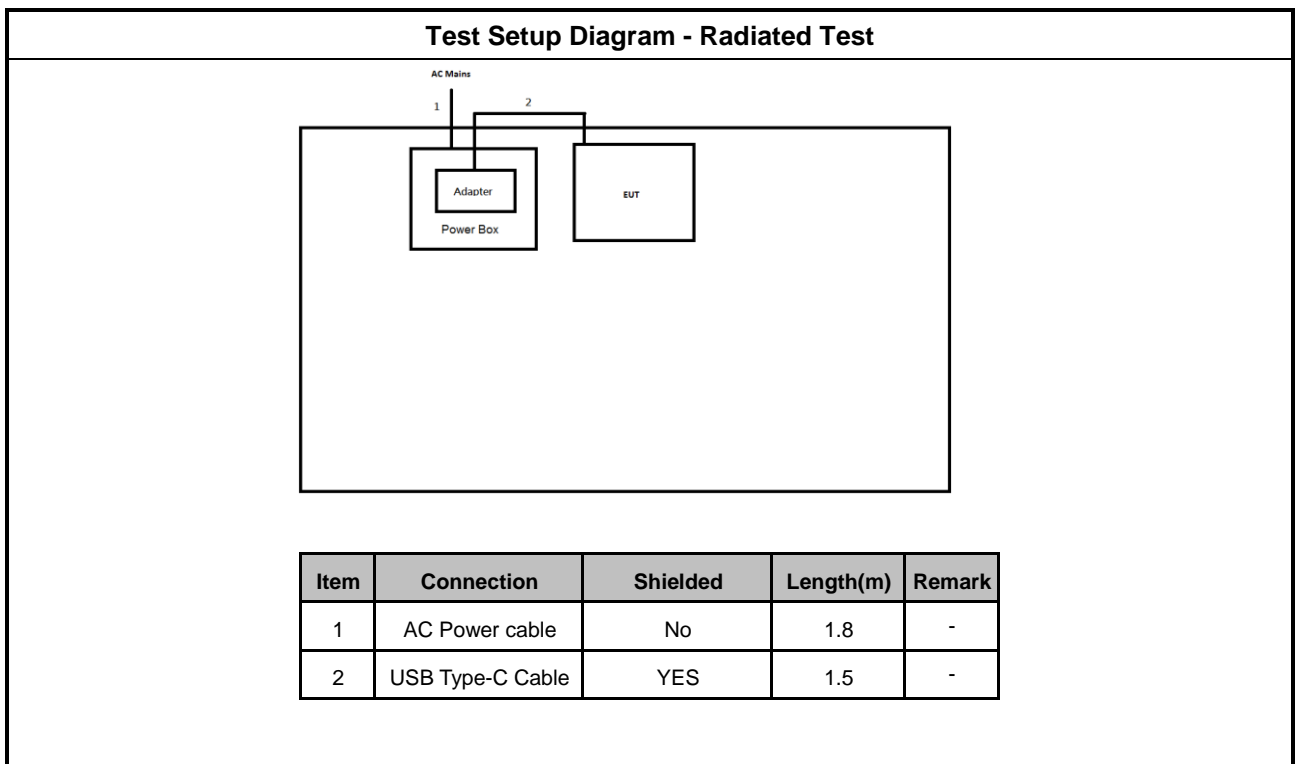 Test Setup Diagram - Radiated Test
AC Mains
1
2
Adapter
Power Box
EUT
Item Connection Shielded Length(m) Remark
1 AC Power cable No 1.8 -
2 USB Type-C Cable YES 1.5 -